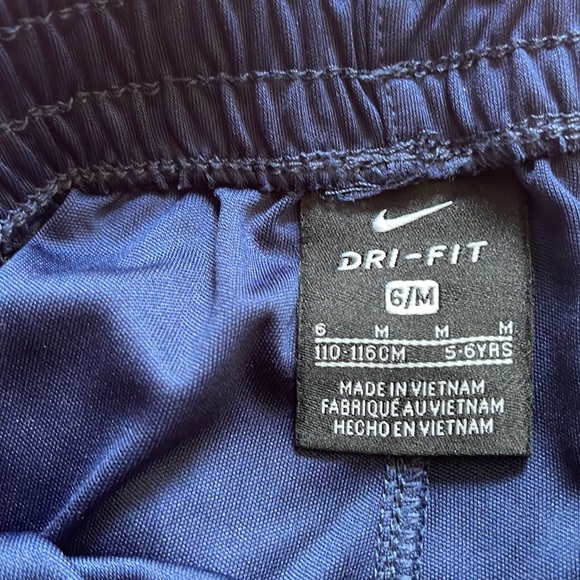 DRI-FIT
6/M
6 M M M
110-116CM 5-6YRS
MADE IN VIETNAM
FABRIQUÉ AU VIETNAM
HECHO EN VIETNAM